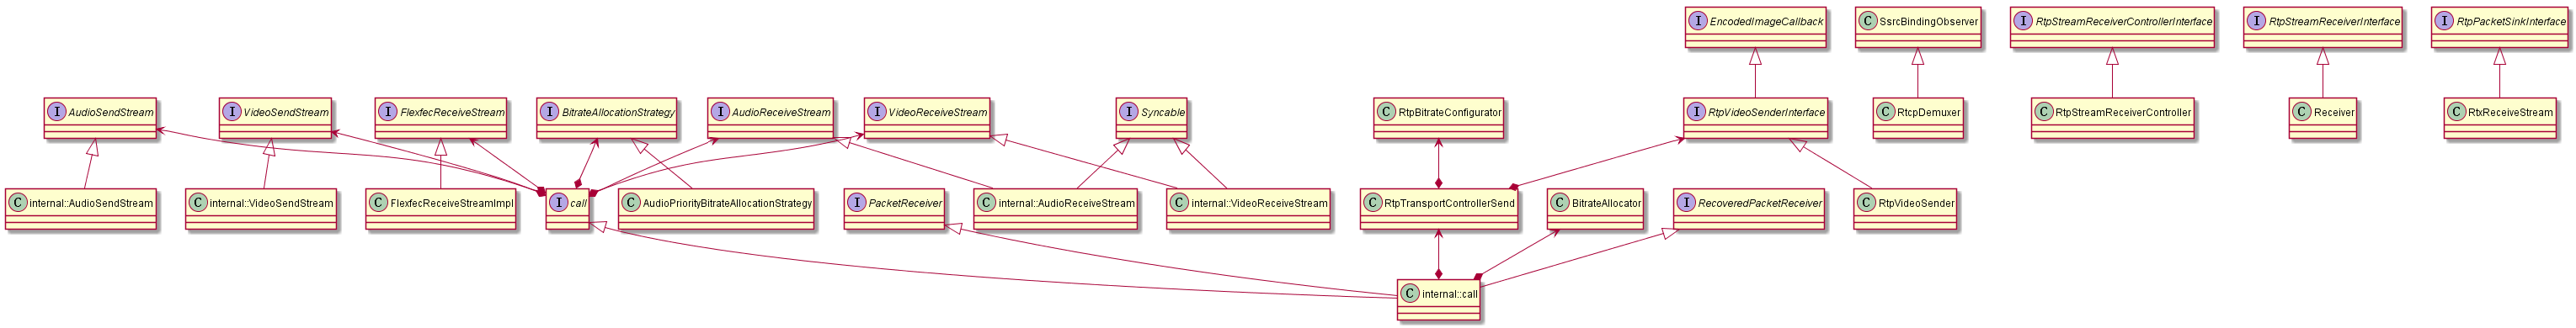 I EncodedImageCallback
C SsrcBindingObserver
I RtpStreamReceiverControllerInterface
I RtpStreamReceiverInterface
I RtpPacketSinkInterface
I AudioSendStream
I VideoSendStream
I FlexfecReceiveStream
I BitrateAllocationStrategy
I AudioReceiveStream
I VideoReceiveStream
I Syncable
C RtpBitrateConfigurator
I RtpVideoSenderInterface
C RtcpDemuxer
C RtpStreamReceiverController
C Receiver
C RtxReceiveStream
C internal::AudioSendStream
C internal::VideoSendStream
C FlexfecReceiveStreamImpl
I call
C AudioPriorityBitrateAllocationStrategy
I PacketReceiver
C internal::AudioReceiveStream
C internal::VideoReceiveStream
C RtpTransportControllerSend
C BitrateAllocator
I RecoveredPacketReceiver
C RtpVideoSender
C internal::call